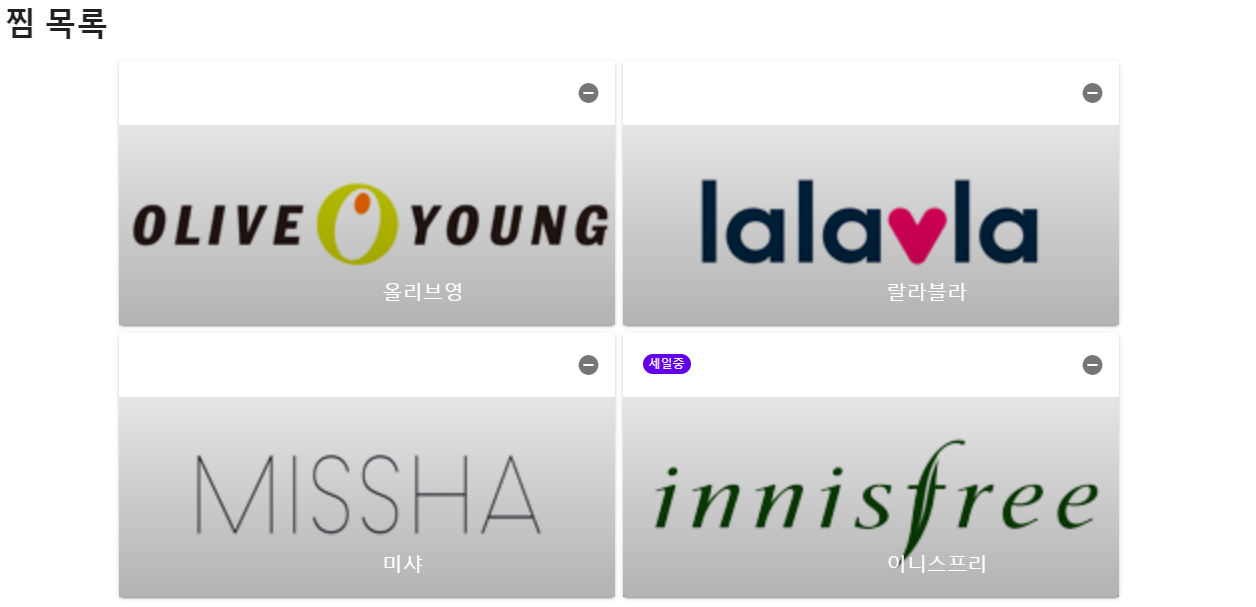 찜 목록
OLIVE YOUNG
올리브영
lalavla
랄라블라
MISSHA
미샤
세일중
innisfree
이니스프리